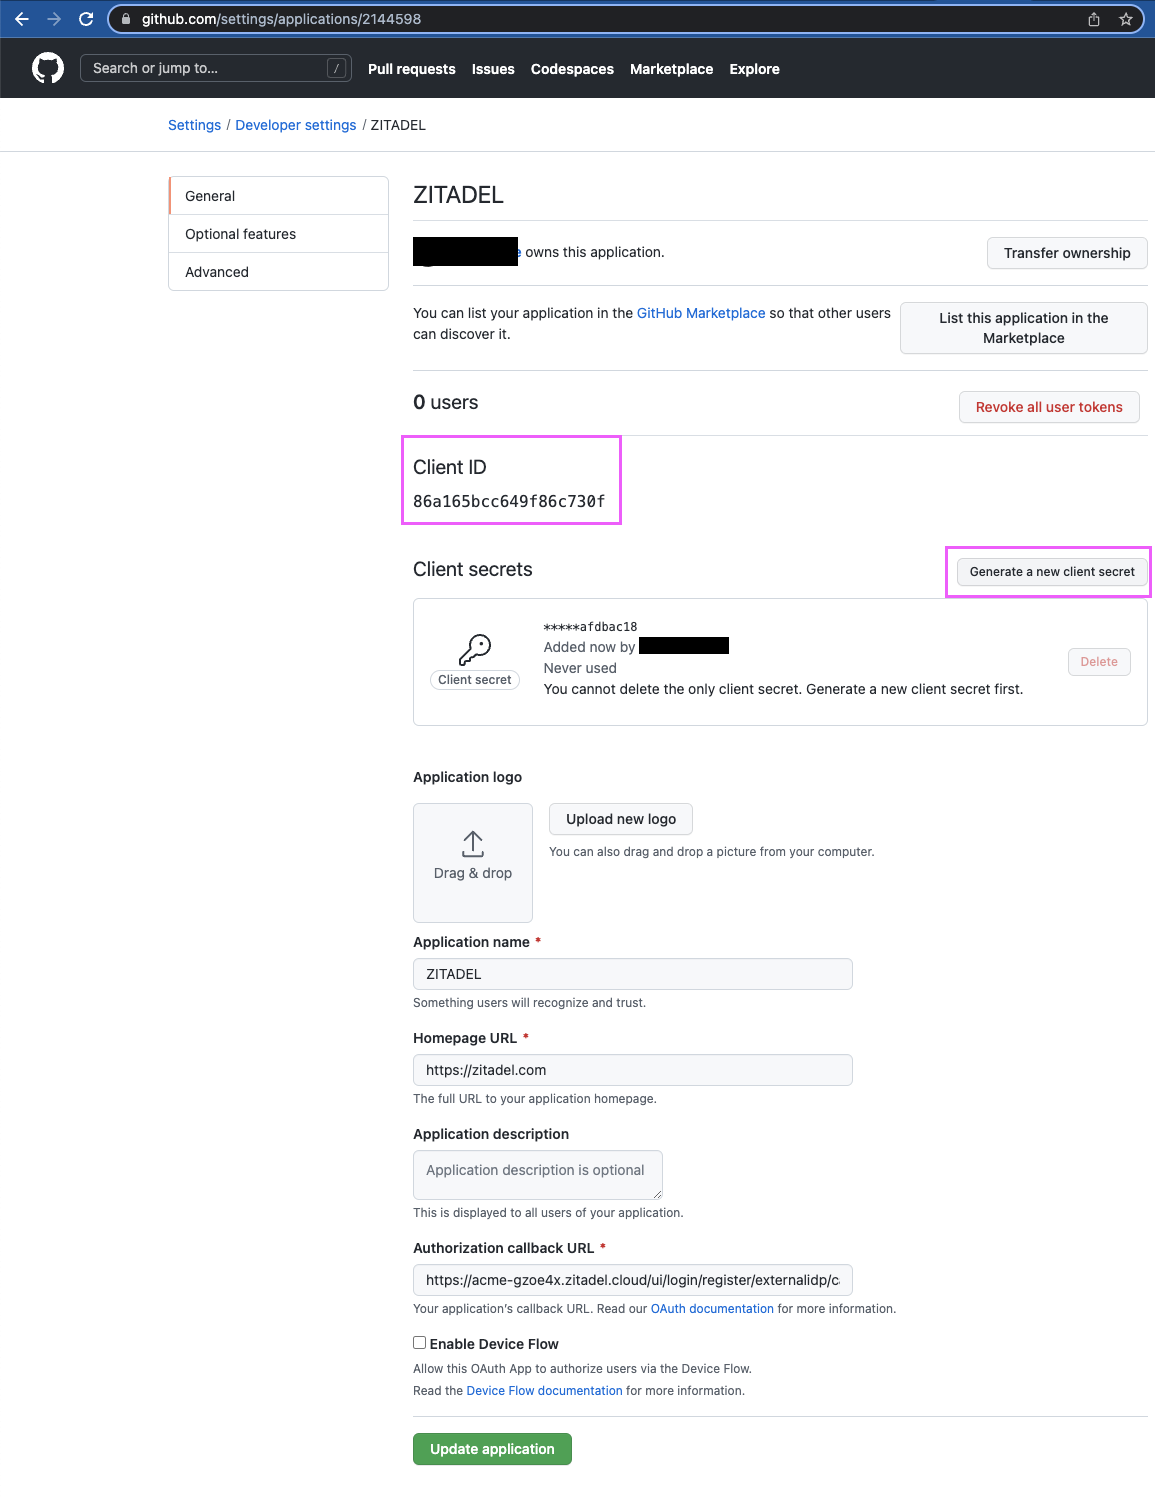 github.com/settings/applications/2144598
Search or jump to... /
Pull requests Issues Codespaces Marketplace Explore
Settings / Developer settings / ZITADEL
General
Optional features
Advanced
ZITADEL
owns this application.
Transfer ownership
You can list your application in the GitHub Marketplace so that other users
can discover it.
List this application in the
Marketplace
0 users
Revoke all user tokens
Client ID
86a165bcc649f86c730f
Client secrets
Generate a new client secret
Client secret
*****afdbac18
Added now by
Never used
You cannot delete the only client secret. Generate a new client secret first.
Delete
Application logo
Drag & drop
Upload new logo
You can also drag and drop a picture from your computer.
Application name *
ZITADEL
Something users will recognize and trust.
Homepage URL *
https://zitadel.com
The full URL to your application homepage.
Application description
Application description is optional
This is displayed to all users of your application.
Authorization callback URL *
https://acme-gzoe4x.zitadel.cloud/ui/login/register/externalidp/c
Your application's callback URL. Read our OAuth documentation for more information.
Enable Device Flow
Allow this OAuth App to authorize users via the Device Flow.
Read the Device Flow documentation for more information.
Update application